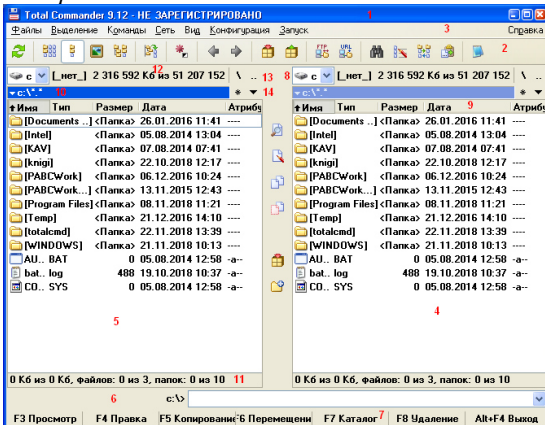 Total Commander 9.12 - НЕ ЗАРЕГИСТРИРОВАНО 1
Файлы Выделение Команды Сеть Вид Конфигурация Запуск 3 Справка
FTP URL 2
12
c [_нет_] 2 316 592 Кб из 51 207 152 \ .. 13 8 c [_нет_] 2 316 592 Кб из 51 207 152 \ ..
c:\*.* * 14 c:\*.* *
Имя Тип Размер Дата Атрибу Имя Тип Размер Дата 9 Атрибу
[Documents ..] <Папка> 26.01.2016 11:41 ---- [Documents ..] <Папка> 26.01.2016 11:41 ----
[Intel] <Папка> 05.08.2014 13:04 ---- [Intel] <Папка> 05.08.2014 13:04 ----
[KAV] <Папка> 07.08.2014 07:41 ---- [KAV] <Папка> 07.08.2014 07:41 ----
[knigi] <Папка> 22.10.2018 12:17 ---- [knigi] <Папка> 22.10.2018 12:17 ----
[PABCWork] <Папка> 06.12.2016 10:24 ---- [PABCWork] <Папка> 06.12.2016 10:24 ----
[PABCWork...] <Папка> 13.11.2015 12:43 ---- [PABCWork...] <Папка> 13.11.2015 12:43 ----
[Program Files] <Папка> 08.11.2018 11:21 ---- [Program Files] <Папка> 08.11.2018 11:21 ----
[Temp] <Папка> 21.12.2016 14:10 ---- [Temp] <Папка> 21.12.2016 14:10 ----
[totalcmd] <Папка> 22.11.2018 13:39 ---- [totalcmd] <Папка> 22.11.2018 13:39 ----
[WINDOWS] <Папка> 21.11.2018 10:13 ---- [WINDOWS] <Папка> 21.11.2018 10:13 ----
AU.. BAT 0 05.08.2014 12:58 -a-- AU.. BAT 0 05.08.2014 12:58 -a--
bat.. log 488 19.10.2018 10:37 -a-- bat.. log 488 19.10.2018 10:37 -a--
CO.. SYS 0 05.08.2014 12:58 -a-- CO.. SYS 0 05.08.2014 12:58 -a--
5 4
0 Кб из 0 Кб, файлов: 0 из 3, папок: 0 из 10 11 0 Кб из 0 Кб, файлов: 0 из 3, папок: 0 из 10
6 c:\>
F3 Просмотр F4 Правка F5 Копировани F6 Перемещени F7 Каталог 7 F8 Удаление Alt+F4 Выход